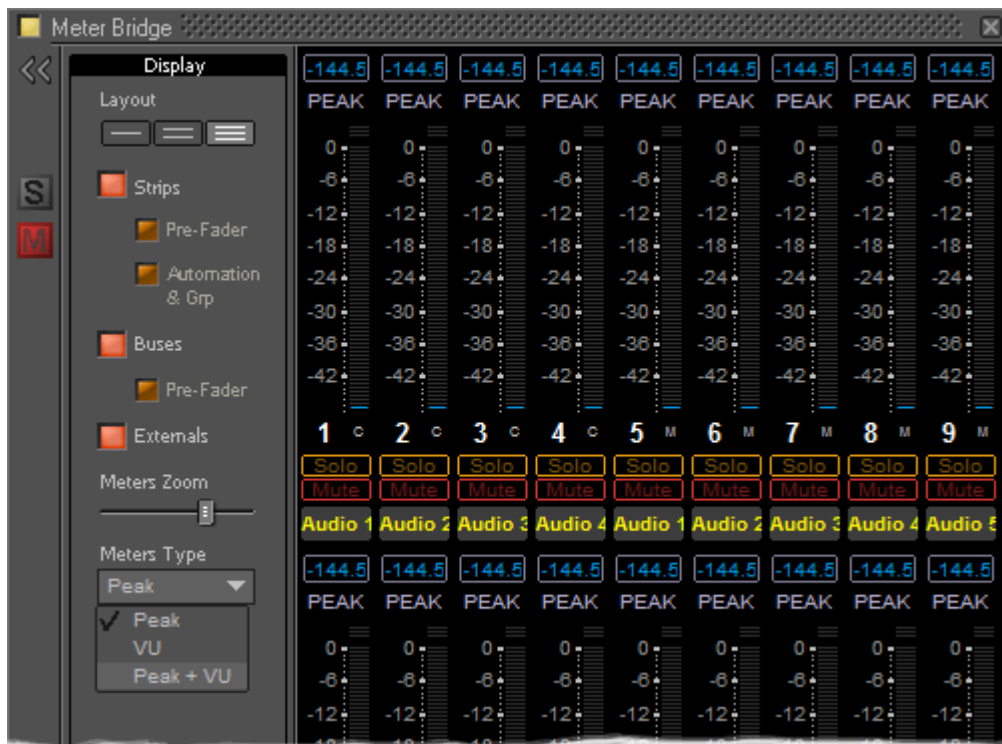 Meter Bridge
Display
Layout
S
M
Strips
Pre-Fader
Automation
& Grp
Buses
Pre-Fader
Externals
Meters Zoom
Meters Type
Peak
Peak
VU
Peak + VU
-144.5 -144.5 -144.5 -144.5 -144.5 -144.5 -144.5 -144.5 -144.5
PEAK PEAK PEAK PEAK PEAK PEAK PEAK PEAK PEAK
0 0 0 0 0 0 0 0 0
-6 -6 -6 -6 -6 -6 -6 -6 -6
-12 -12 -12 -12 -12 -12 -12 -12 -12
-18 -18 -18 -18 -18 -18 -18 -18 -18
-24 -24 -24 -24 -24 -24 -24 -24 -24
-30 -30 -30 -30 -30 -30 -30 -30 -30
-36 -36 -36 -36 -36 -36 -36 -36 -36
-42 -42 -42 -42 -42 -42 -42 -42 -42
1 C 2 C 3 C 4 C 5 M 6 M 7 M 8 M 9 M
Solo Solo Solo Solo Solo Solo Solo Solo Solo
Mute Mute Mute Mute Mute Mute Mute Mute Mute
Audio 1 Audio 2 Audio 3 Audio 4 Audio 1 Audio 2 Audio 3 Audio 4 Audio 5
-144.5 -144.5 -144.5 -144.5 -144.5 -144.5 -144.5 -144.5 -144.5
PEAK PEAK PEAK PEAK PEAK PEAK PEAK PEAK PEAK
0 0 0 0 0 0 0 0 0
-6 -6 -6 -6 -6 -6 -6 -6 -6
-12 -12 -12 -12 -12 -12 -12 -12 -12